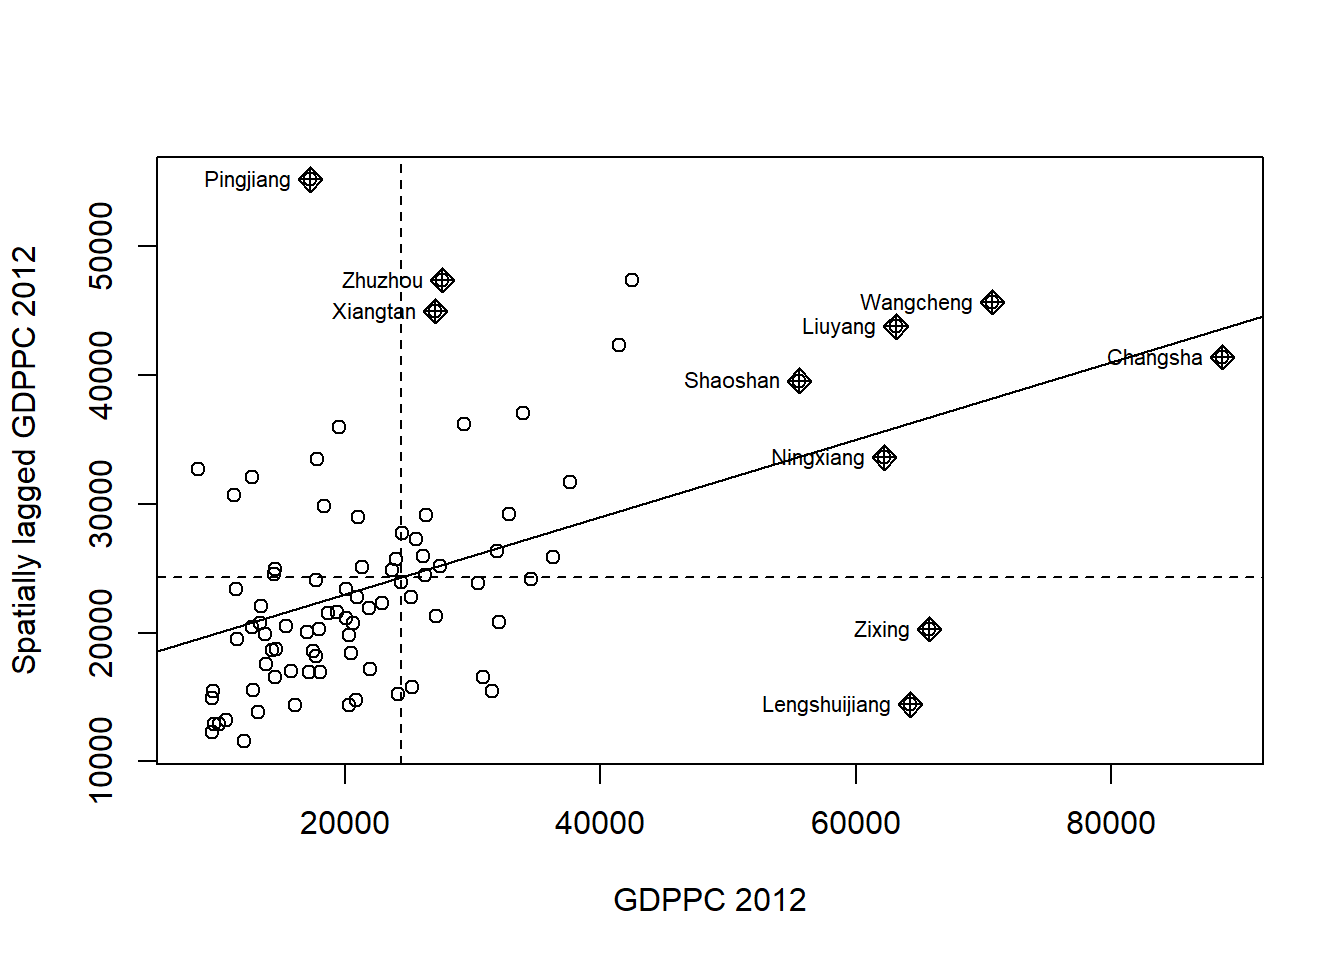 Pingjiang
Zhuzhou
Xiangtan
Wangcheng
Liuyang
Changsha
Shaoshan
Ningxiang
Zixing
Lengshuijiang
Spatially lagged GDPPC 2012
50000
40000
30000
20000
10000
20000 40000 60000 80000
GDPPC 2012